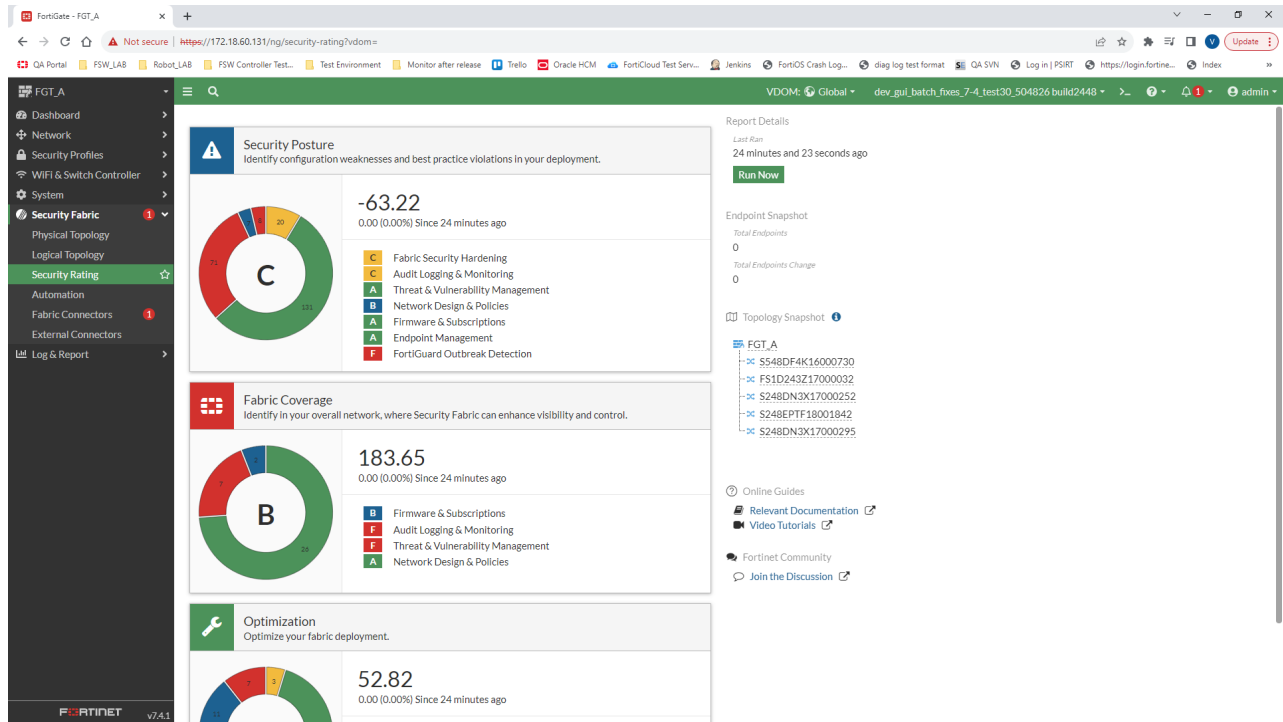 FortiGate - FGT_A
Not secure | https://172.18.60.131/ng/security-rating?vdom=
Update
QA Portal FSW_LAB Robot_LAB FSW Controller Test... Test Environment Monitor after release Trello Oracle HCM FortiCloud Test Serv... Jenkins FortiOS Crash Log... diag log test format QA SVN Log in | PSIRT https://login.fortine... Index »
FGT_A
VDOM: Global dev_gui_batch_fixes_7-4_test30_504826 build2448 >_ 1 admin
Dashboard
Network
Security Profiles
WiFi & Switch Controller
System
Security Fabric 1
Physical Topology
Logical Topology
Security Rating
Automation
Fabric Connectors 1
External Connectors
Log & Report
FORTINET v7.4.1
Security Posture
Identify configuration weaknesses and best practice violations in your deployment.
20
131
71
8
C
-63.22
0.00 (0.00%) Since 24 minutes ago
C Fabric Security Hardening
C Audit Logging & Monitoring
A Threat & Vulnerability Management
B Network Design & Policies
A Firmware & Subscriptions
A Endpoint Management
F FortiGuard Outbreak Detection
Fabric Coverage
Identify in your overall network, where Security Fabric can enhance visibility and control.
2
7
26
B
183.65
0.00 (0.00%) Since 24 minutes ago
B Firmware & Subscriptions
F Audit Logging & Monitoring
F Threat & Vulnerability Management
A Network Design & Policies
Optimization
Optimize your fabric deployment.
7
3
11
52.82
0.00 (0.00%) Since 24 minutes ago
Report Details
Last Ran
24 minutes and 23 seconds ago
Run Now
Endpoint Snapshot
Total Endpoints
0
Total Endpoints Change
0
Topology Snapshot
FGT_A
S548DF4K16000730
FS1D243Z17000032
S248DN3X17000252
S248EPTF18001842
S248DN3X17000295
Online Guides
Relevant Documentation
Video Tutorials
Fortinet Community
Join the Discussion